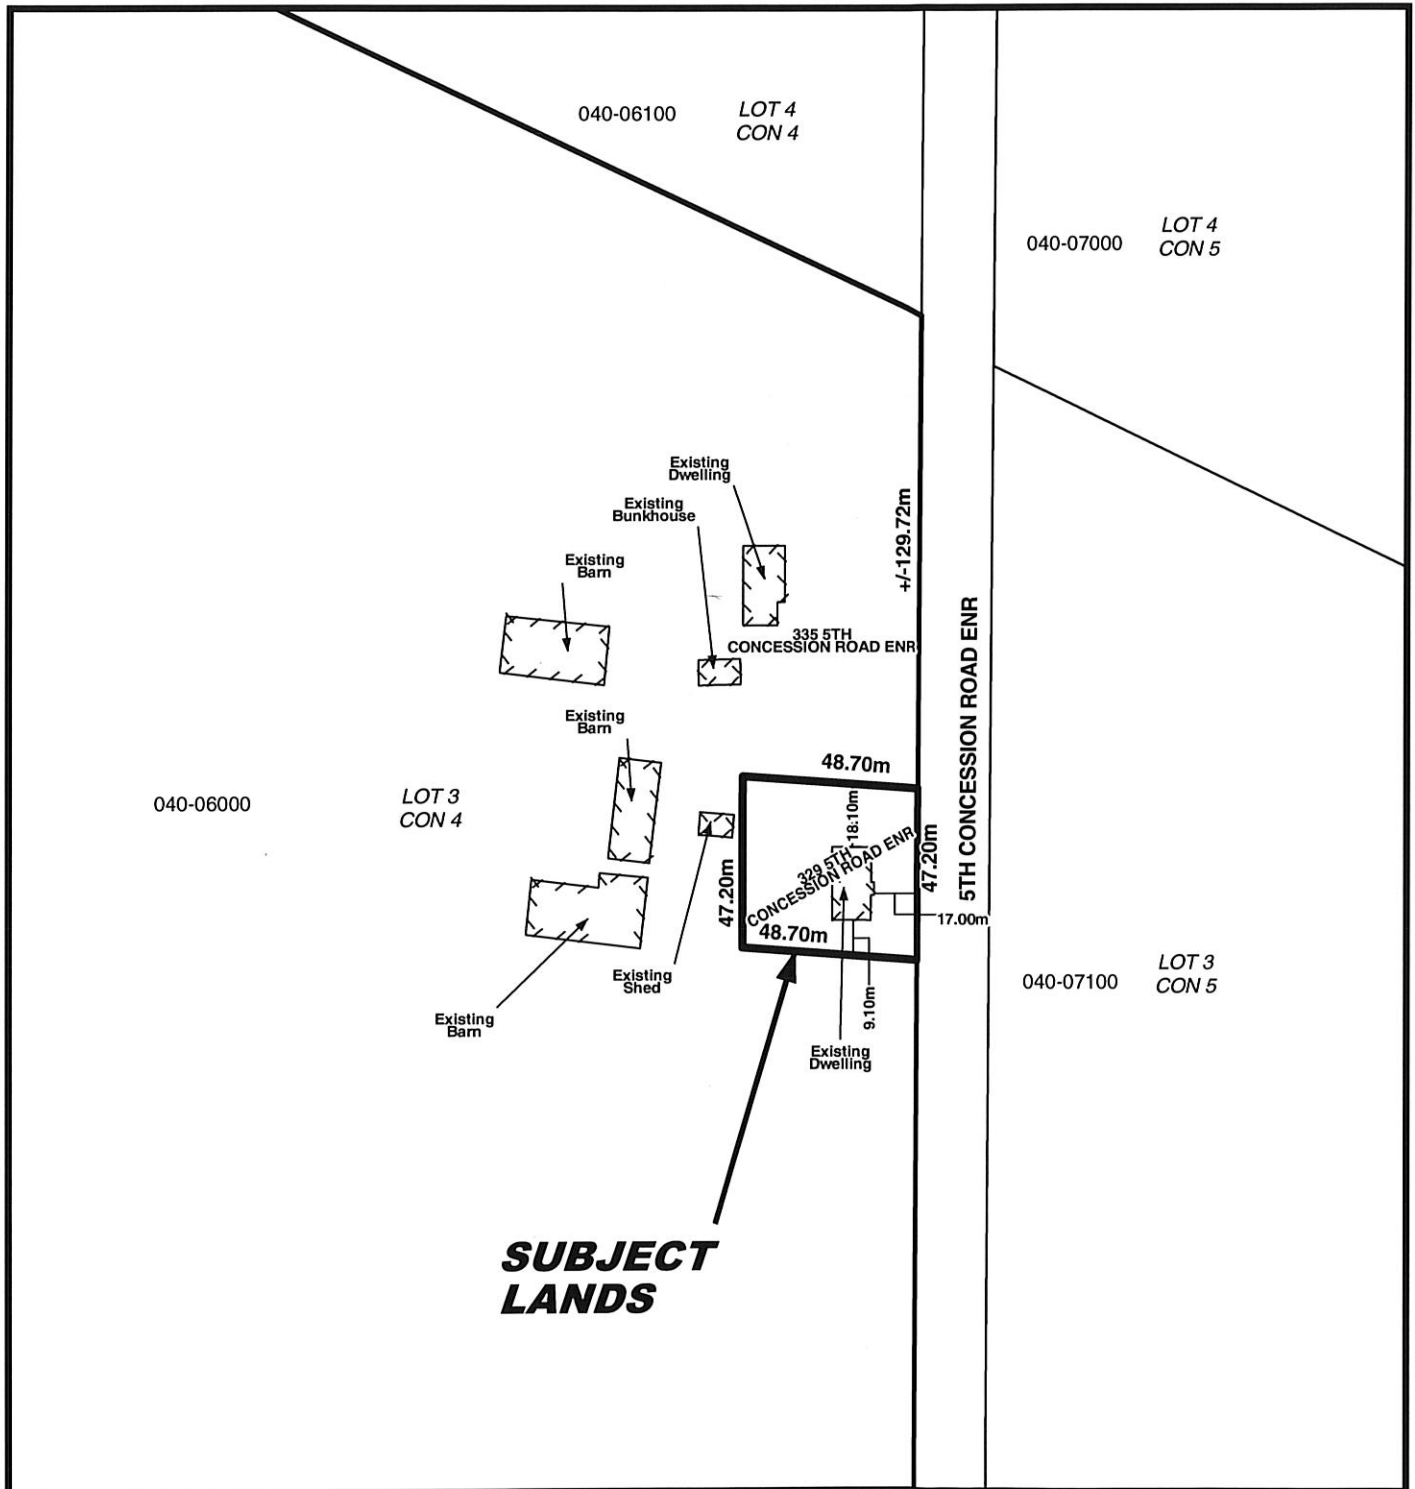 040-06100
LOT 4
CON 4
040-07000
LOT 4
CON 5
Existing
Dwelling
Existing
Bunkhouse
+/-129.72m
Existing
Barn
335 5TH
CONCESSION ROAD ENR
5TH CONCESSION ROAD ENR
Existing
Barn
48.70m
040-06000
LOT 3
CON 4
18.10m
329 5TH
CONCESSION ROAD ENR
47.20m
47.20m
17.00m
48.70m
Existing
Shed
9.10m
040-07100
LOT 3
CON 5
Existing
Barn
Existing
Dwelling
SUBJECT
LANDS